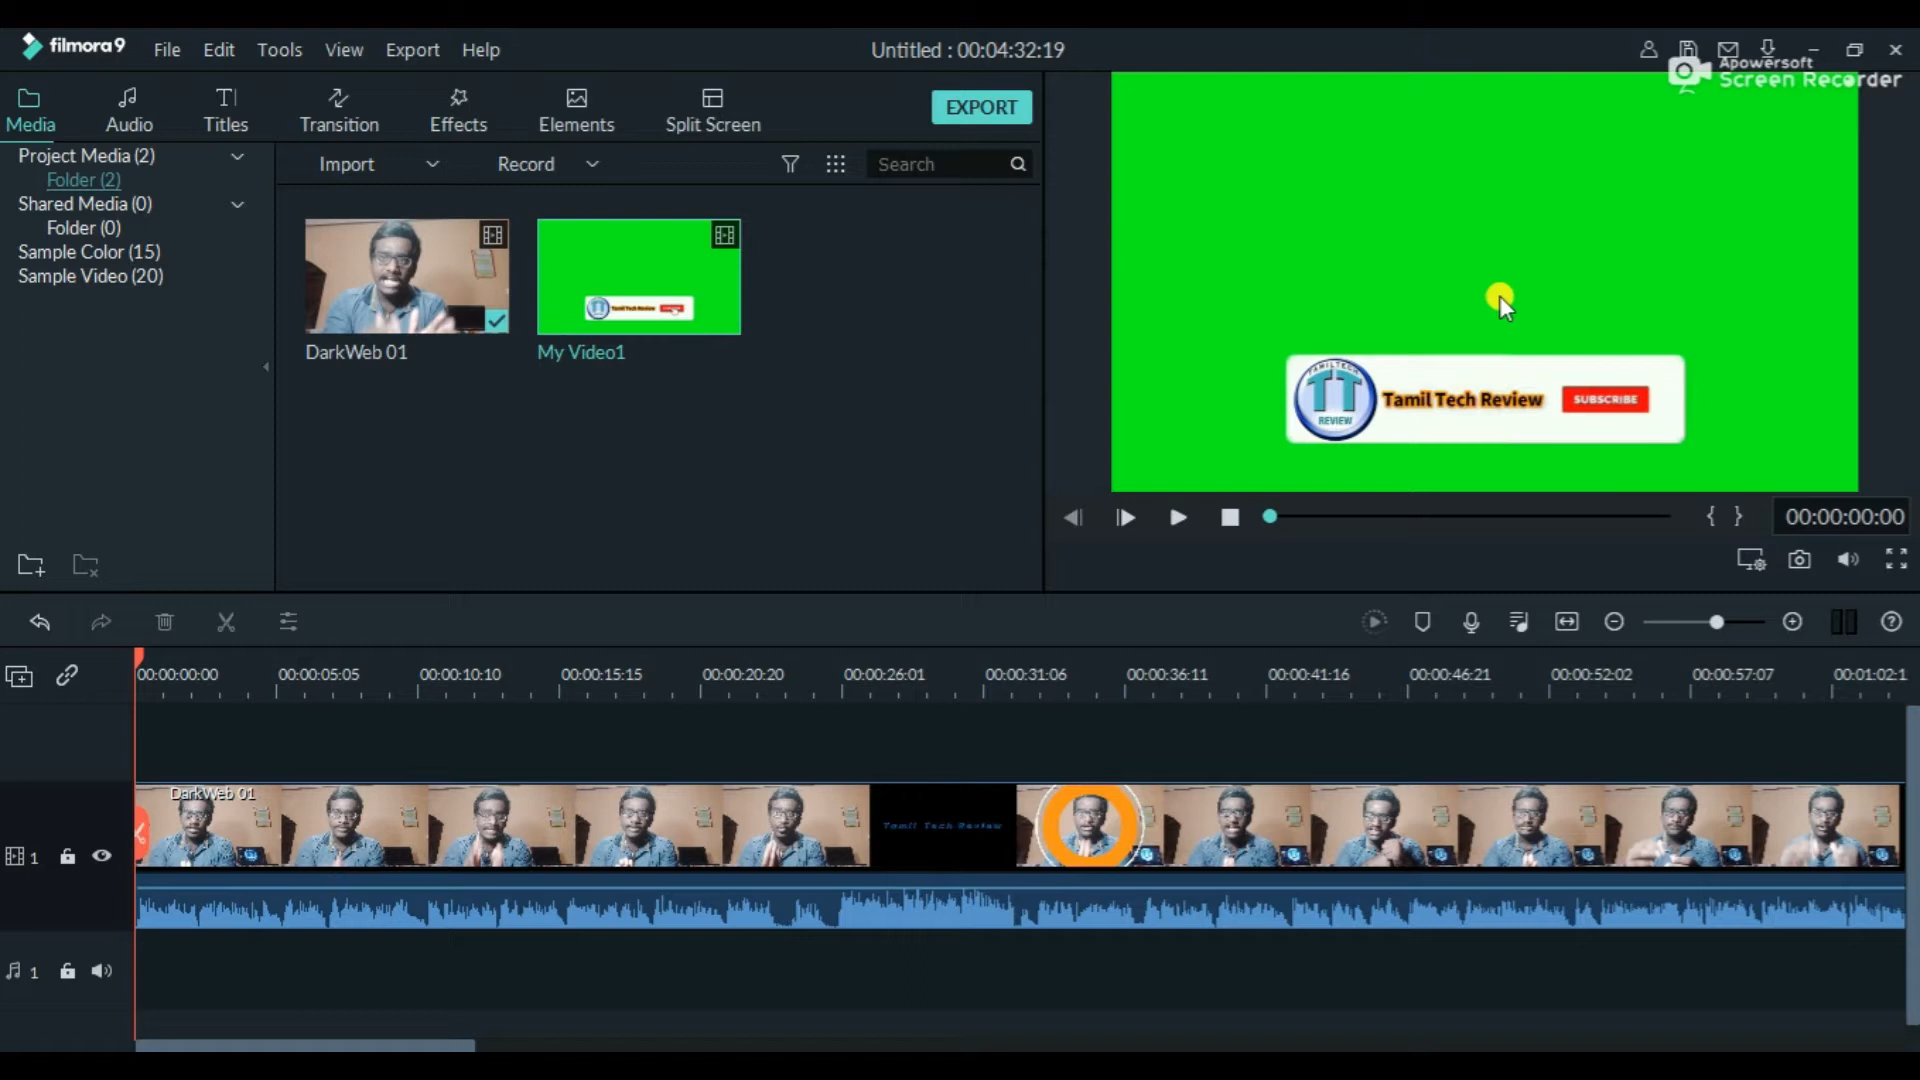 filmora9 File Edit Tools View Export Help Untitled : 00:04:32:19
Apowersoft
Screen Recorder
Media Audio Titles Transition Effects Elements Split Screen EXPORT
Project Media (2)
Folder (2)
Shared Media (0)
Folder (0)
Sample Color (15)
Sample Video (20)
Import Record Search
Tamil Tech Review
DarkWeb 01 My Video1
TAMILTECH
TT
REVIEW
Tamil Tech Review SUBSCRIBE
{ } 00:00:00:00
00:00:00:00 00:00:05:05 00:00:10:10 00:00:15:15 00:00:20:20 00:00:26:01 00:00:31:06 00:00:36:11 00:00:41:16 00:00:46:21 00:00:52:02 00:00:57:07 00:01:02:1
DarkWeb 01
Tamil Tech Review
1
1